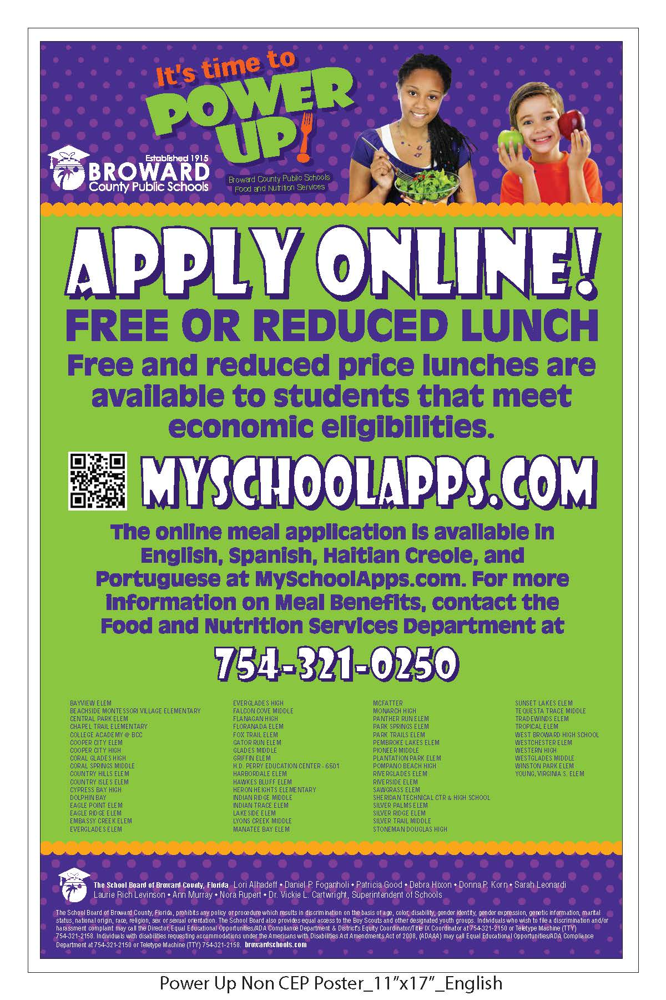 It's time to
POWER
UP!
Established 1915
BROWARD
County Public Schools
Broward County Public Schools
Food and Nutrition Services
APPLY ONLINE!
FREE OR REDUCED LUNCH
Free and reduced price lunches are
available to students that meet
economic eligibilities.
MYSCHOOLAPPS.COM
The online meal application is available in
English, Spanish, Haitian Creole, and
Portuguese at MySchoolApps.com. For more
information on Meal Benefits, contact the
Food and Nutrition Services Department at
754-321-0250
BAYVIEW ELEM
BEACHSIDE MONTESSORI VILLAGE ELEMENTARY
CENTRAL PARK ELEM
CHAPEL TRAIL ELEMENTARY
COLLEGE ACADEMY @ BCC
COOPER CITY ELEM
COOPER CITY HIGH
CORAL GLADES HIGH
CORAL SPRINGS MIDDLE
COUNTRY HILLS ELEM
COUNTRY ISLES ELEM
CYPRESS BAY HIGH
DOLPHIN BAY
EAGLE POINT ELEM
EAGLE RIDGE ELEM
EMBASSY CREEK ELEM
EVERGLADES ELEM
EVERGLADES HIGH
FALCON COVE MIDDLE
FLANAGAN HIGH
FLORANADA ELEM
FOX TRAIL ELEM
GATOR RUN ELEM
GLADES MIDDLE
GRIFFIN ELEM
H.D. PERRY EDUCATION CENTER - 6501
HARBORDALE ELEM
HAWKES BLUFF ELEM
HERON HEIGHTS ELEMENTARY
INDIAN RIDGE MIDDLE
INDIAN TRACE ELEM
LAKESIDE ELEM
LYONS CREEK MIDDLE
MANATEE BAY ELEM
MCFATTER
MONARCH HIGH
PANTHER RUN ELEM
PARK SPRINGS ELEM
PARK TRAILS ELEM
PEMBROKE LAKES ELEM
PIONEER MIDDLE
PLANTATION PARK ELEM
POMPANO BEACH HIGH
RIVERGLADES ELEM
RIVERSIDE ELEM
SAWGRASS ELEM
SHERIDAN TECHNICAL CTR & HIGH SCHOOL
SILVER PALMS ELEM
SILVER RIDGE ELEM
SILVER TRAIL MIDDLE
STONEMAN DOUGLAS HIGH
SUNSET LAKES ELEM
TEQUESTA TRACE MIDDLE
TRADEWINDS ELEM
TROPICAL ELEM
WEST BROWARD HIGH SCHOOL
WESTCHESTER ELEM
WESTERN HIGH
WESTGLADES MIDDLE
WINSTON PARK ELEM
YOUNG, VIRGINIA S. ELEM
The School Board of Broward County, Florida Lori Alhadeff • Daniel P. Foganholi • Patricia Good • Debra Hixon • Donna P. Korn • Sarah Leonardi
Laurie Rich Levinson • Ann Murray • Nora Rupert • Dr. Vickie L. Cartwright, Superintendent of Schools
The School Board of Broward County, Florida, prohibits any policy or procedure which results in discrimination on the basis of age, color, disability, gender identity, gender expression, genetic information, marital
status, national origin, race, religion, sex or sexual orientation. The School Board also provides equal access to the Boy Scouts and other designated youth groups. Individuals who wish to file a discrimination and/or
harassment complaint may call the Director, Equal Educational Opportunities/ADA Compliance Department & District's Equity Coordinator/Title IX Coordinator at 754-321-2150 or Teletype Machine (TTY)
754-321-2158. Individuals with disabilities requesting accommodations under the Americans with Disabilities Act Amendments Act of 2008, (ADAAA) may call Equal Educational Opportunities/ADA Compliance
Department at 754-321-2150 or Teletype Machine (TTY) 754-321-2158. browardschools.com
Power Up Non CEP Poster_11”x17”_English